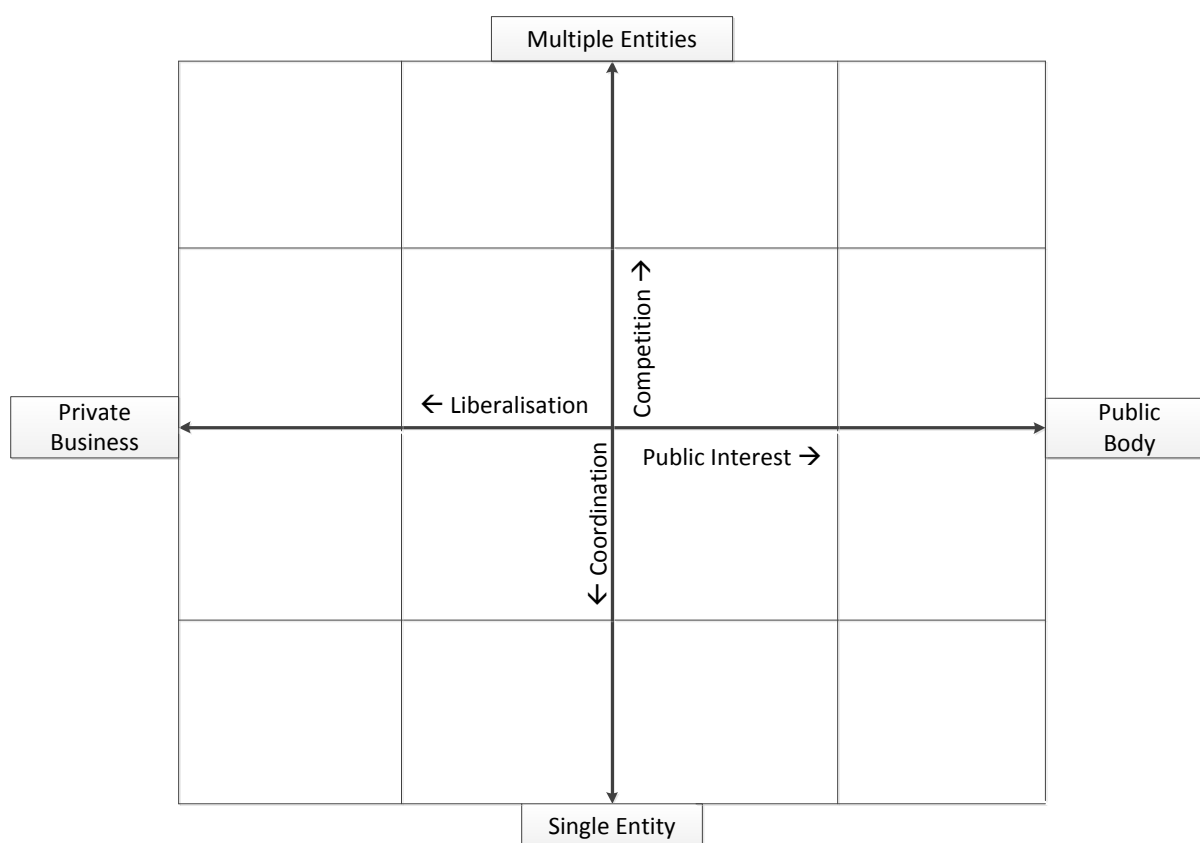 Multiple Entities
Competition →
← Liberalisation
Private
Business
Public
Body
Public Interest →
← Coordination
Single Entity